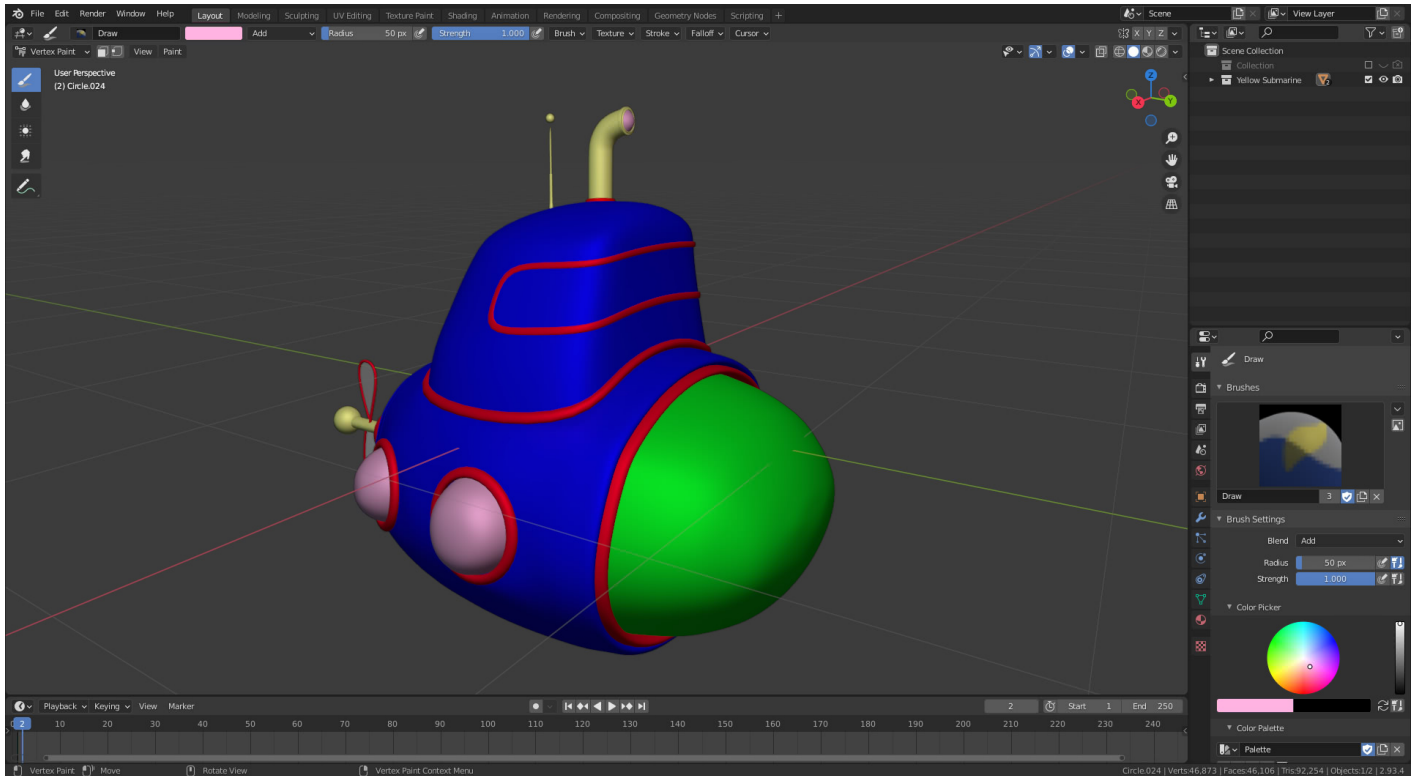 File Edit Render Window Help Layout Modeling Sculpting UV Editing Texture Paint Shading Animation Rendering Compositing Geometry Nodes Scripting + Scene View Layer
Draw Add Radius 50 px Strength 1.000 Brush Texture Stroke Falloff Cursor X Y Z
Vertex Paint View Paint
User Perspective
(2) Circle.024
Z
X Y
Scene Collection
Collection
Yellow Submarine
Draw
Brushes
Draw 3
Brush Settings
Blend Add
Radius 50 px
Strength 1.000
Color Picker
Color Palette
Palette
Playback Keying View Marker 2 Start 1 End 250
2 10 20 30 40 50 60 70 80 90 100 110 120 130 140 150 160 170 180 190 200 210 220 230 240
Vertex Paint Move Rotate View Vertex Paint Context Menu Circle.024 | Verts:46,873 | Faces:46,106 | Tris:92,254 | Objects:1/2 | 2.93.4